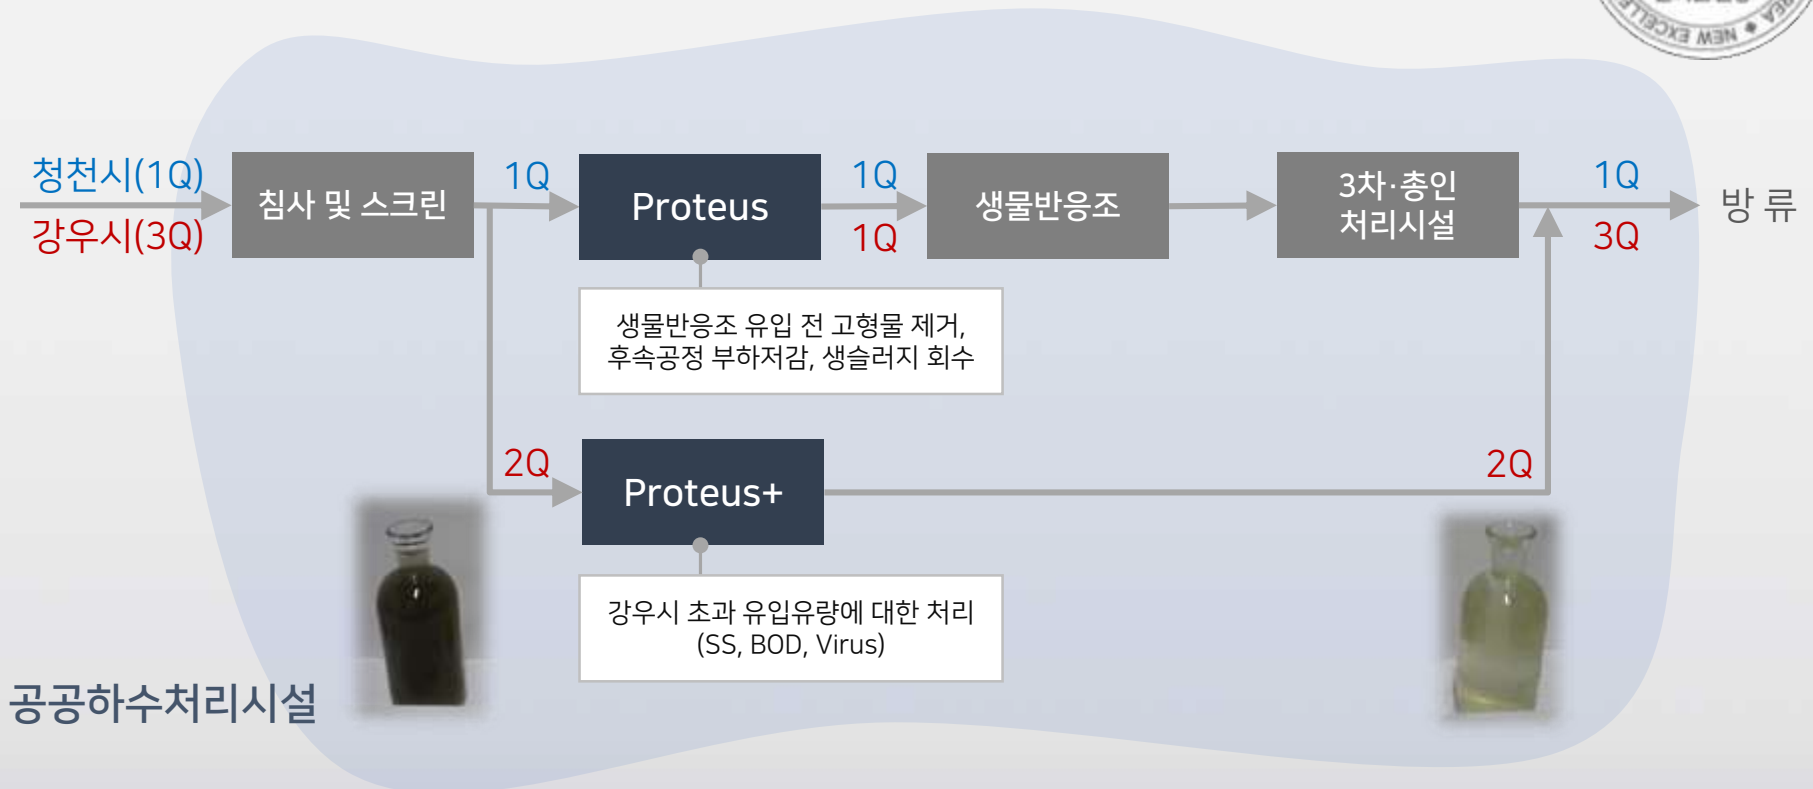 NEW EXCELLE
청천시(1Q)
강우시(3Q)
침사 및 스크린
1Q
Proteus
1Q
1Q
생물반응조
3차·총인
처리시설
1Q
3Q
방 류
생물반응조 유입 전 고형물 제거,
후속공정 부하저감, 생슬러지 회수
2Q
Proteus+
2Q
강우시 초과 유입유량에 대한 처리
(SS, BOD, Virus)
공공하수처리시설